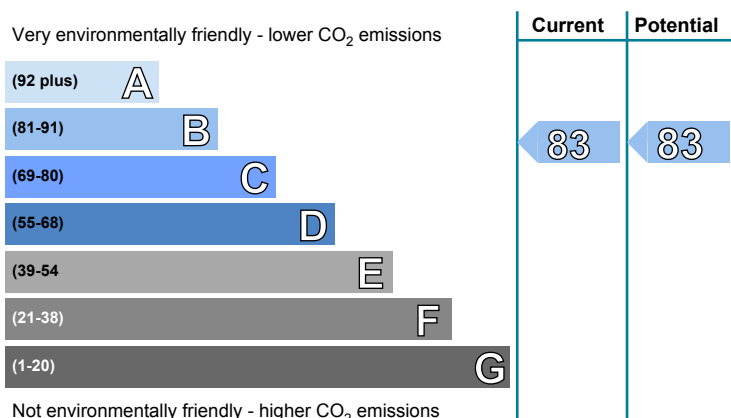 Current Potential
Very environmentally friendly - lower CO₂ emissions
(92 plus) A
(81-91) B
83 83
(69-80) C
(55-68) D
(39-54 E
(21-38) F
(1-20) G
Not environmentally friendly - higher CO₂ emissions